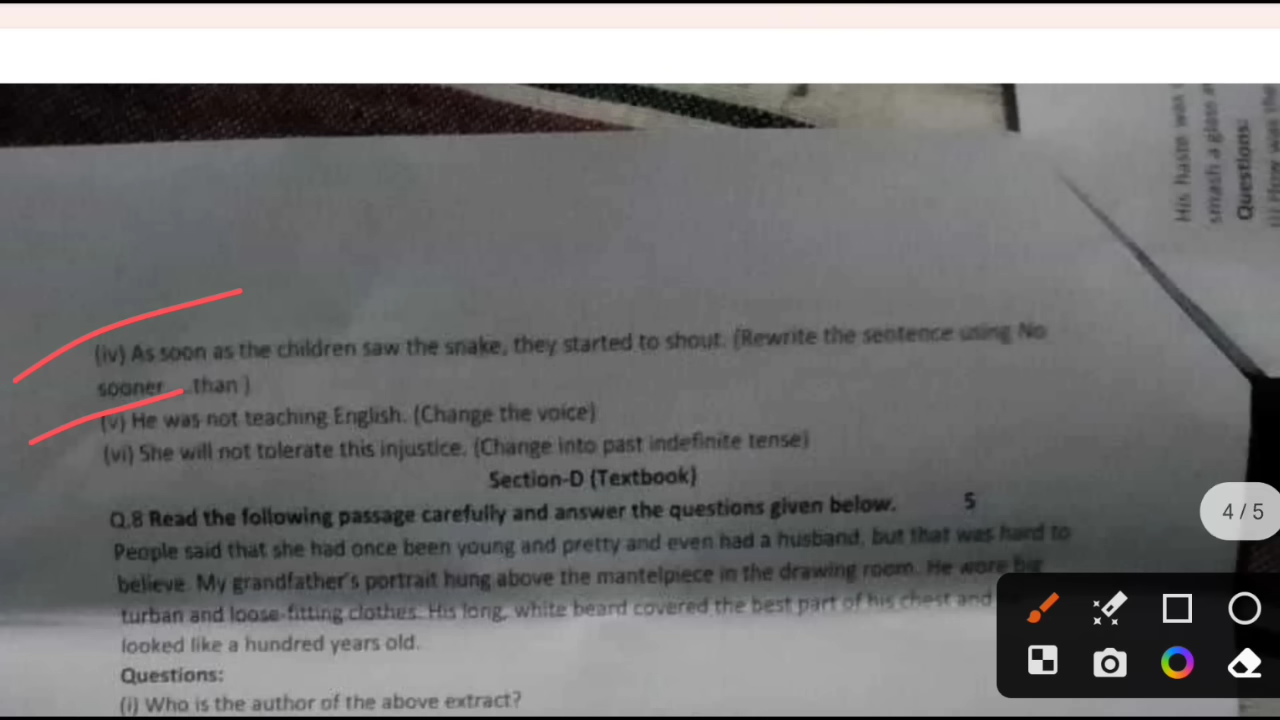 (iv) As soon as the children saw the snake, they started to shout. (Rewrite the sentence using No
sooner.....than )
(v) He was not teaching English. (Change the voice)
(vi) She will not tolerate this injustice. (Change into past indefinite tense)
Section-D (Textbook)
Q.8 Read the following passage carefully and answer the questions given below. 5
People said that she had once been young and pretty and even had a husband, but that was hard to
believe. My grandfather's portrait hung above the mantelpiece in the drawing room. He wore big
turban and loose-fitting clothes. His long, white beard covered the best part of his chest and
looked like a hundred years old.
Questions:
(i) Who is the author of the above extract?
His haste was
smash a glass
Questions:
4 / 5